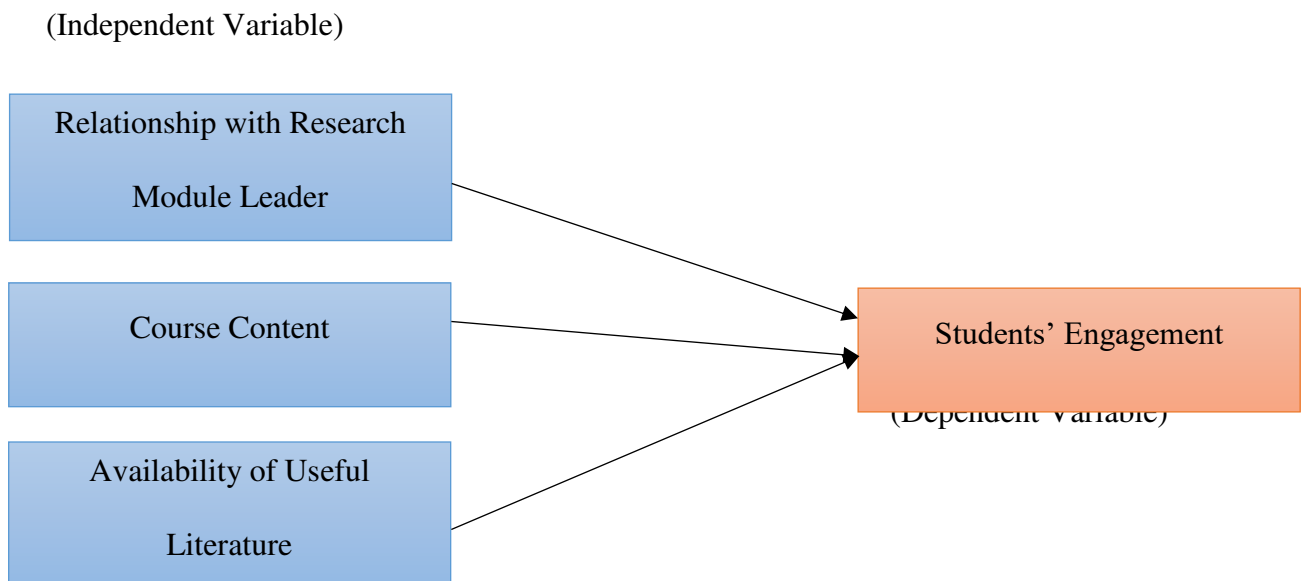 (Independent Variable)
Relationship with Research
Module Leader
Course Content
Students’ Engagement
(Dependent Variable)
Availability of Useful
Literature